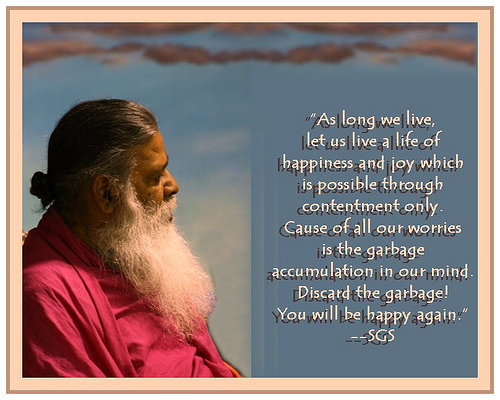 "As long we live,
let us live a life of
happiness and joy which
is possible through
contentment only.
Cause of all our worries
is the garbage
accumulation in our mind.
Discard the garbage!
You will be happy again."
--SGS